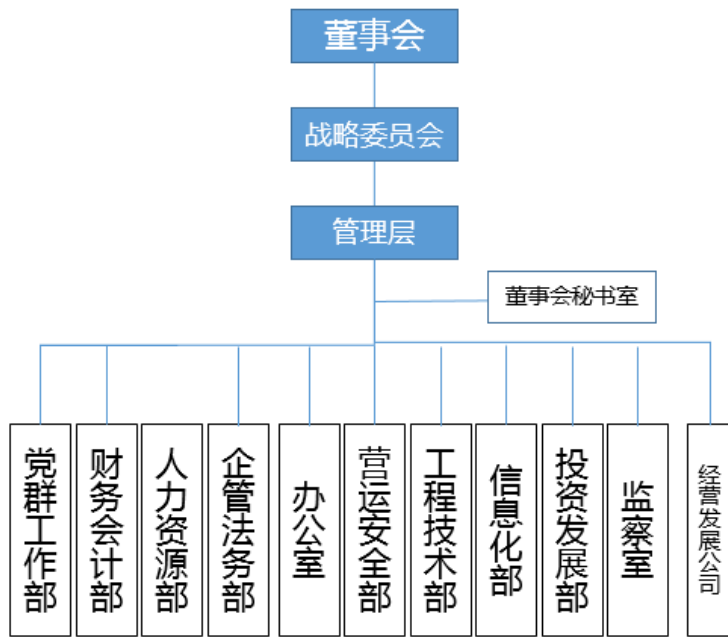 董事会
战略委员会
管理层
董事会秘书室
党群工作部
财务会计部
人力资源部
企管法务部
办公室
营运安全部
工程技术部
信息化部
投资发展部
监察室
经营发展公司